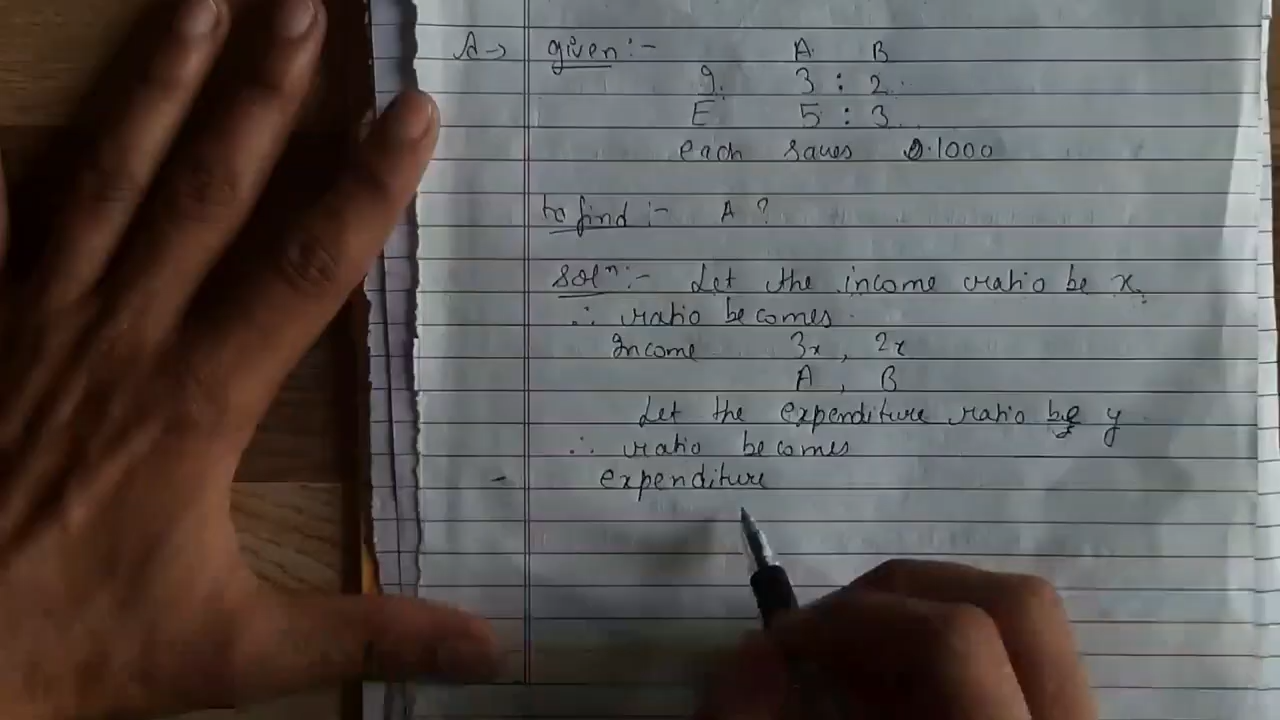 A→ given :-
A B
I. 3 : 2
E 5 : 3
each saves 1000
to find :- A ?
Solⁿ :- Let the income ratio be x.
∴ ratio becomes
Income 3x , 2x
A , B
Let the expenditure ratio be y
∴ ratio becomes
- expenditure